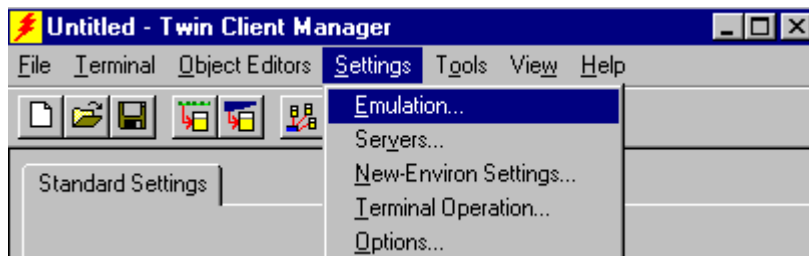 Untitled - Twin Client Manager
File Terminal Object Editors Settings Tools View Help
Emulation...
Servers...
New-Environ Settings...
Standard Settings
Terminal Operation...
Options...